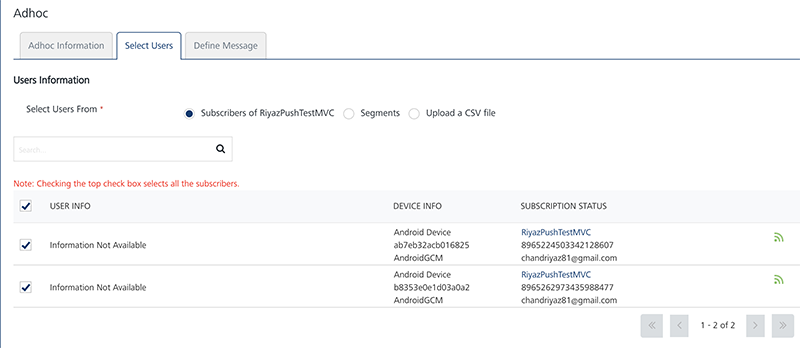 Adhoc
Adhoc Information Select Users Define Message
Users Information
Select Users From * Subscribers of RiyazPushTestMVC Segments Upload a CSV file
Search...
Note: Checking the top check box selects all the subscribers.
USER INFO DEVICE INFO SUBSCRIPTION STATUS
Android Device RiyazPushTestMVC
Information Not Available ab7eb32acb016825 8965224503342128607
AndroidGCM chandriyaz81@gmail.com
Android Device RiyazPushTestMVC
Information Not Available b8353e0e1d03a0a2 8965262973435988477
AndroidGCM chandriyaz81@gmail.com
1 - 2 of 2